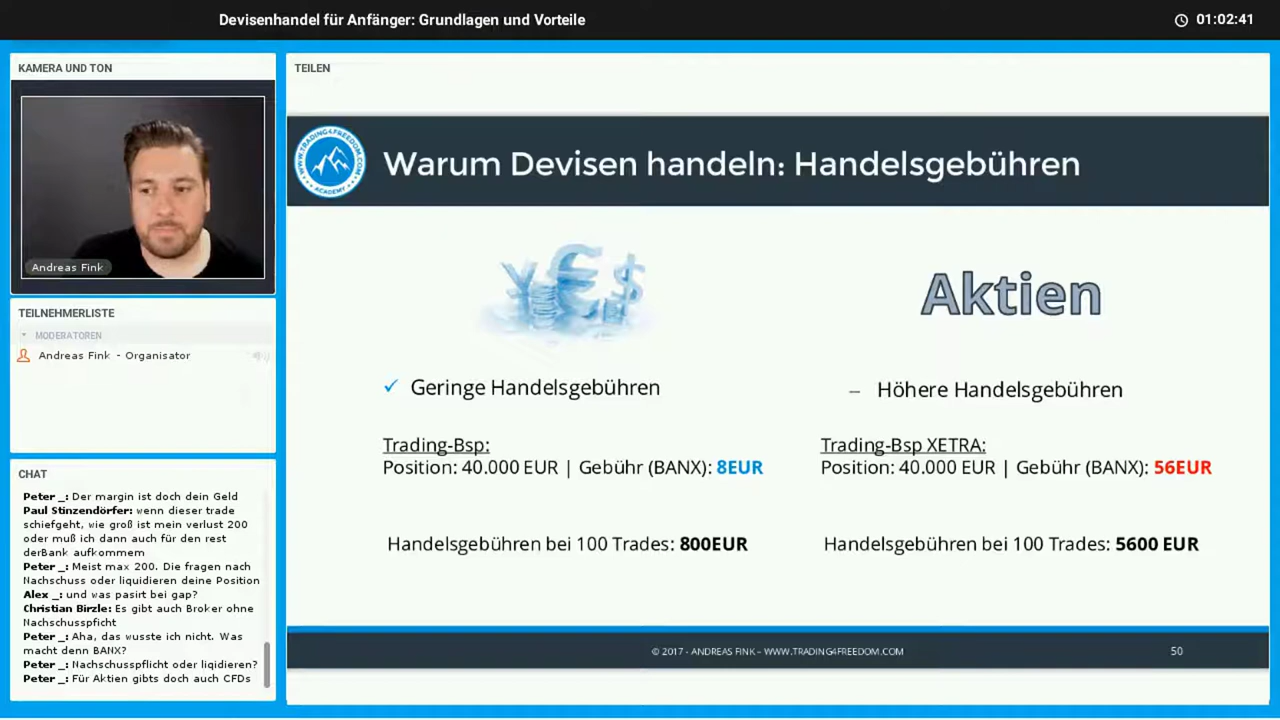 Devisenhandel für Anfänger: Grundlagen und Vorteile
01:02:41
KAMERA UND TON
Andreas Fink
TEILNEHMERLISTE
MODERATOREN
Andreas Fink - Organisator
CHAT
Peter _: Der margin ist doch dein Geld
Paul Stinzendörfer: wenn dieser trade
schiefgeht, wie groß ist mein verlust 200
oder muß ich dann auch für den rest
derBank aufkommem
Peter _: Meist max 200. Die fragen nach
Nachschuss oder liquidieren deine Position
Alex _: und was pasirt bei gap?
Christian Birzle: Es gibt auch Broker ohne
Nachschusspficht
Peter _: Aha, das wusste ich nicht. Was
macht denn BANX?
Peter _: Nachschusspflicht oder liqidieren?
Peter _: Für Aktien gibts doch auch CFDs
TEILEN
WWW.TRADING4FREEDOM.COM
ACADEMY
Warum Devisen handeln: Handelsgebühren
¥ € $
✓ Geringe Handelsgebühren
Trading-Bsp:
Position: 40.000 EUR | Gebühr (BANX): 8EUR
Handelsgebühren bei 100 Trades: 800EUR
Aktien
– Höhere Handelsgebühren
Trading-Bsp XETRA:
Position: 40.000 EUR | Gebühr (BANX): 56EUR
Handelsgebühren bei 100 Trades: 5600 EUR
© 2017 - ANDREAS FINK – WWW.TRADING4FREEDOM.COM
50